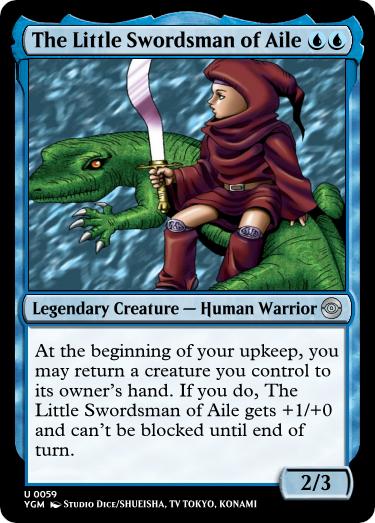 The Little Swordsman of Aile
Legendary Creature — Human Warrior
At the beginning of your upkeep, you
may return a creature you control to
its owner's hand. If you do, The
Little Swordsman of Aile gets +1/+0
and can't be blocked until end of
turn.
2/3
U 0059
YGM Studio Dice/SHUEISHA, TV TOKYO, KONAMI